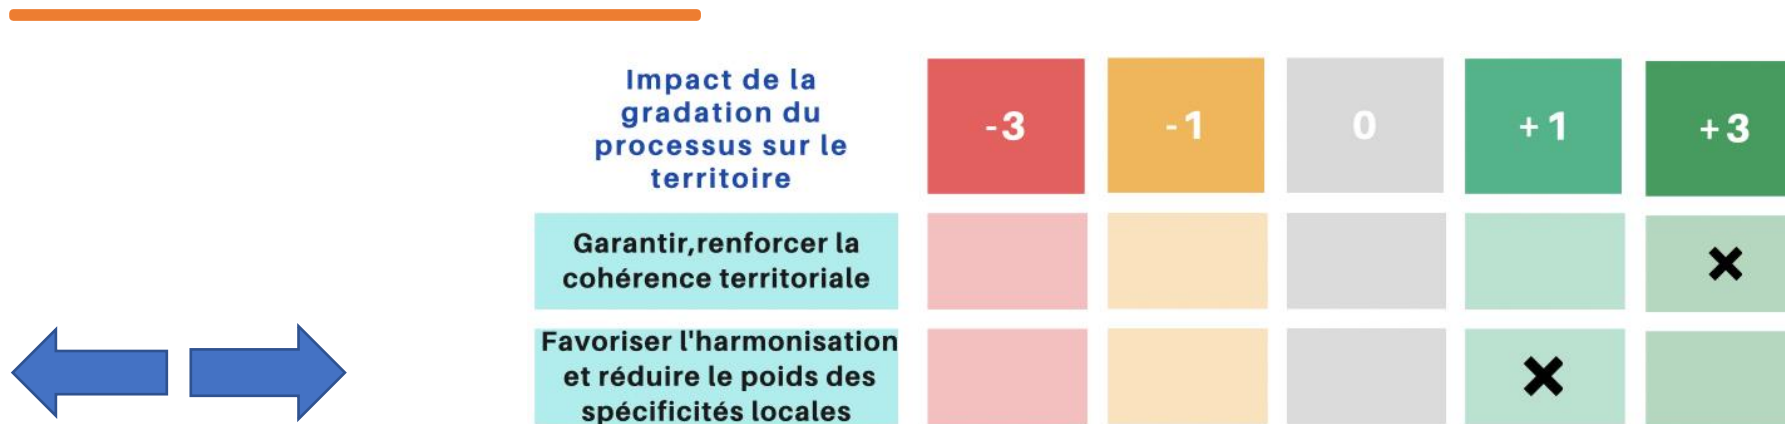 Impact de la
gradation du
processus sur le
territoire
-3
-1
0
+1
+3
Garantir,renforcer la
cohérence territoriale
Favoriser l'harmonisation
et réduire le poids des
spécificités locales